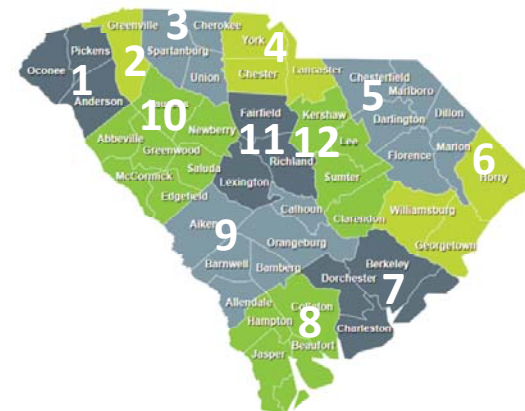 Greenville
3
Cherokee
Pickens
Spartanburg
York
4
Oconee
1
2
Union
Chester
Lancaster
Anderson
Chesterfield
Marlboro
5
10
Fairfield
Kershaw
Dillon
Abbeville
Newberry
11
12
Lee
Darlington
Marion
6
Greenwood
Richland
Florence
Horry
McCormick
Saluda
Lexington
Sumter
Edgefield
Calhoun
Clarendon
Williamsburg
Aiken
9
Orangeburg
Georgetown
Barnwell
Bamberg
Berkeley
Dorchester
7
Allendale
Colleton
Hampton
8
Charleston
Jasper
Beaufort